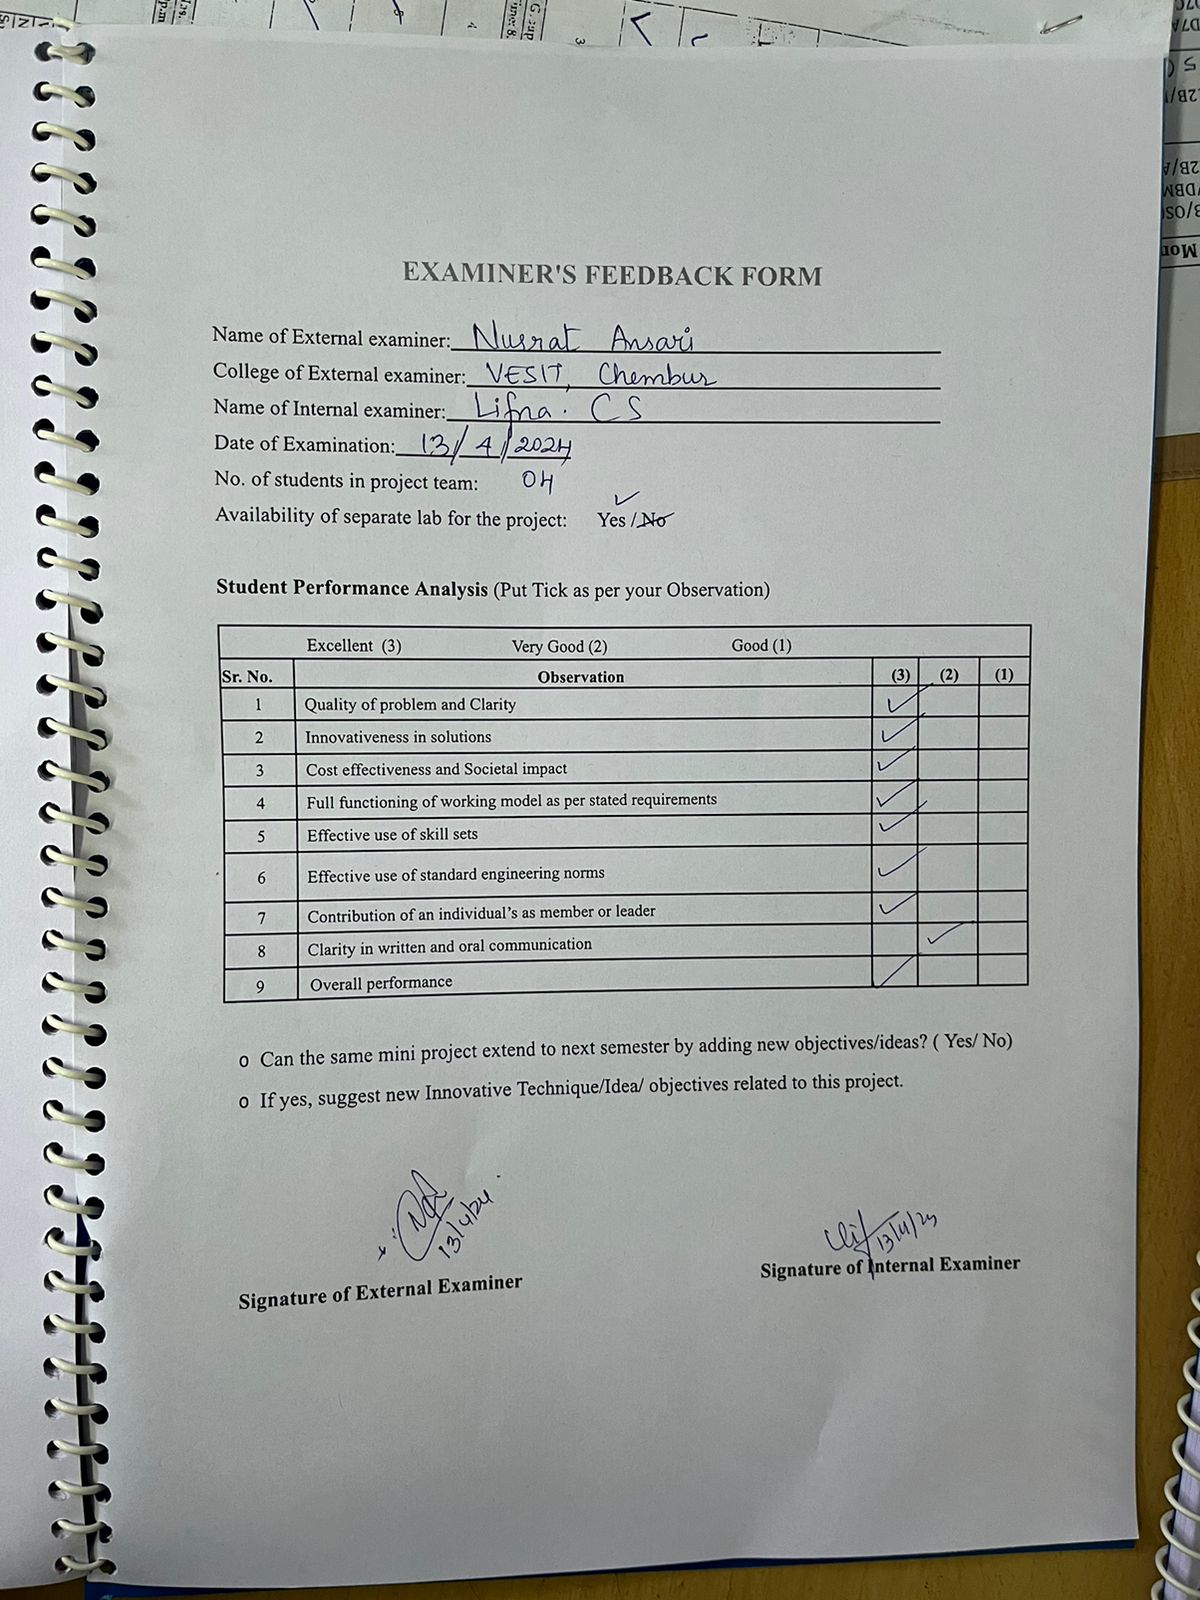 EXAMINER'S FEEDBACK FORM
Name of External examiner: Nusrat Ansari
College of External examiner: VESIT, Chembur
Name of Internal examiner: Lifna. CS
Date of Examination: 13/4/2024
No. of students in project team: 04
Availability of separate lab for the project: Yes / No
Student Performance Analysis (Put Tick as per your Observation)
Excellent (3) Very Good (2) Good (1)
Sr. No. Observation (3) (2) (1)
1 Quality of problem and Clarity ✓
2 Innovativeness in solutions ✓
3 Cost effectiveness and Societal impact ✓
4 Full functioning of working model as per stated requirements ✓
5 Effective use of skill sets ✓
6 Effective use of standard engineering norms ✓
7 Contribution of an individual’s as member or leader ✓
8 Clarity in written and oral communication ✓
9 Overall performance ✓
o Can the same mini project extend to next semester by adding new objectives/ideas? ( Yes/ No)
o If yes, suggest new Innovative Technique/Idea/ objectives related to this project.
13/4/24
Signature of External Examiner
Signature of Internal Examiner